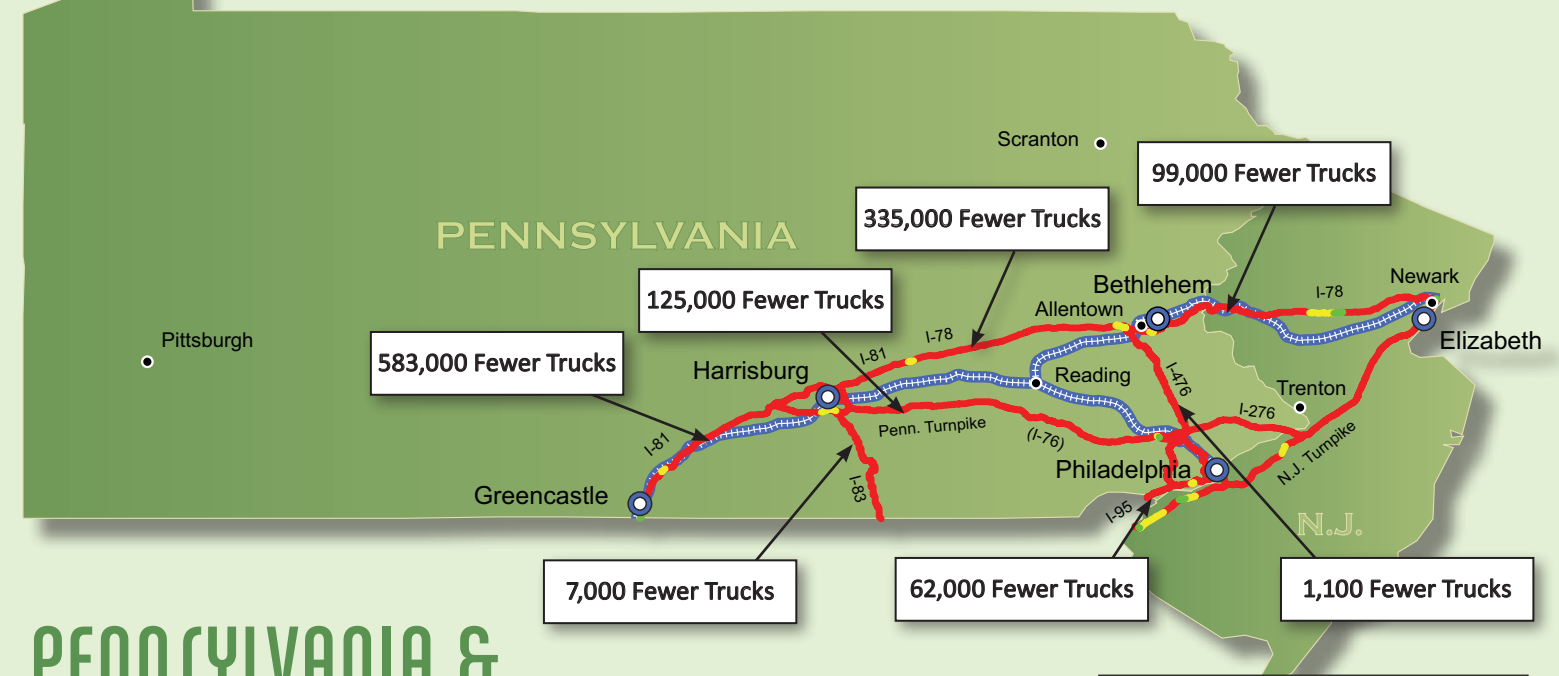 Scranton
99,000 Fewer Trucks
335,000 Fewer Trucks
PENNSYLVANIA
125,000 Fewer Trucks
Bethlehem
Newark
I-78
Allentown
Pittsburgh
583,000 Fewer Trucks
I-78
I-81
Elizabeth
Harrisburg
Reading
I-476
Trenton
I-276
Penn. Turnpike
(I-76)
I-81
N.J. Turnpike
Philadelphia
Greencastle
I-83
I-95
N.J.
7,000 Fewer Trucks
62,000 Fewer Trucks
1,100 Fewer Trucks
PENNSYLVANIA &